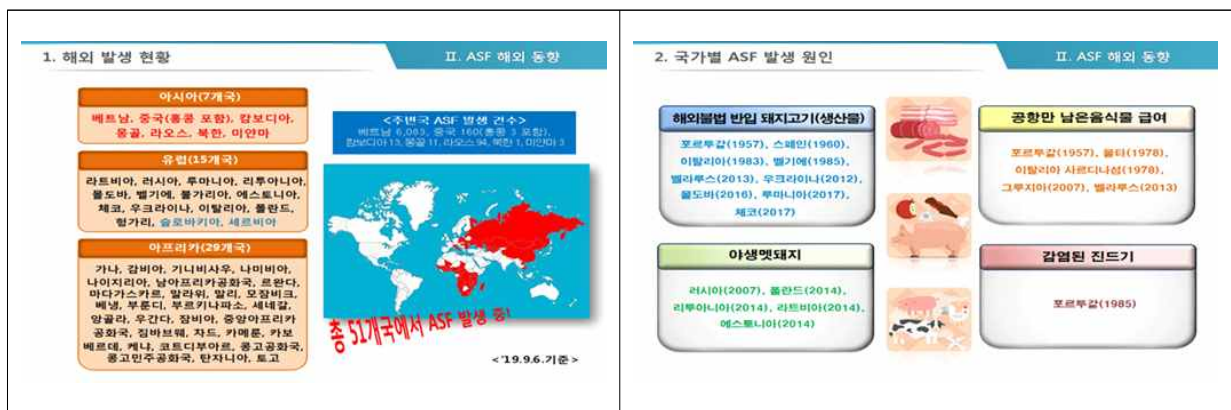 1. 해외 발생 현황
Ⅱ. ASF 해외 동향
아시아(7개국)
베트남, 중국(홍콩 포함), 캄보디아,
몽골, 라오스, 북한, 미얀마
유럽(15개국)
라트비아, 러시아, 루마니아, 리투아니아,
몰도바, 벨기에, 불가리아, 에스토니아,
체코, 우크라이나, 이탈리아, 폴란드,
헝가리, 슬로바키아, 세르비아
아프리카(29개국)
가나, 감비아, 기니비사우, 나미비아,
나이지리아, 남아프리카공화국, 르완다,
마다가스카르, 말라위, 말리, 모잠비크,
베냉, 부룬디, 부르키나파소, 세네갈,
앙골라, 우간다, 잠비아, 중앙아프리카
공화국, 짐바브웨, 차드, 카메룬, 카보
베르데, 케냐, 코트디부아르, 콩고공화국,
콩고민주공화국, 탄자니아, 토고
<주변국 ASF 발생 건수>
베트남 6,083, 중국 160(홍콩 3 포함),
캄보디아 13, 몽골 11, 라오스 94, 북한 1, 미얀마 3
총 51개국에서 ASF 발생 중!
<'19.9.6.기준>
2. 국가별 ASF 발생 원인
Ⅱ. ASF 해외 동향
해외불법 반입 돼지고기(생산물)
포르투갈(1957), 스페인(1960),
이탈리아(1983), 벨기에(1985),
벨라루스(2013), 우크라이나(2012),
몰도바(2016), 루마니아(2017),
체코(2017)
공항만 남은음식물 급여
포르투갈(1957), 몰타(1978),
이탈리아 사르디나섬(1978),
그루지아(2007), 벨라루스(2013)
야생멧돼지
러시아(2007), 폴란드(2014),
리투아니아(2014), 라트비아(2014),
에스토니아(2014)
감염된 진드기
포르투갈(1985)